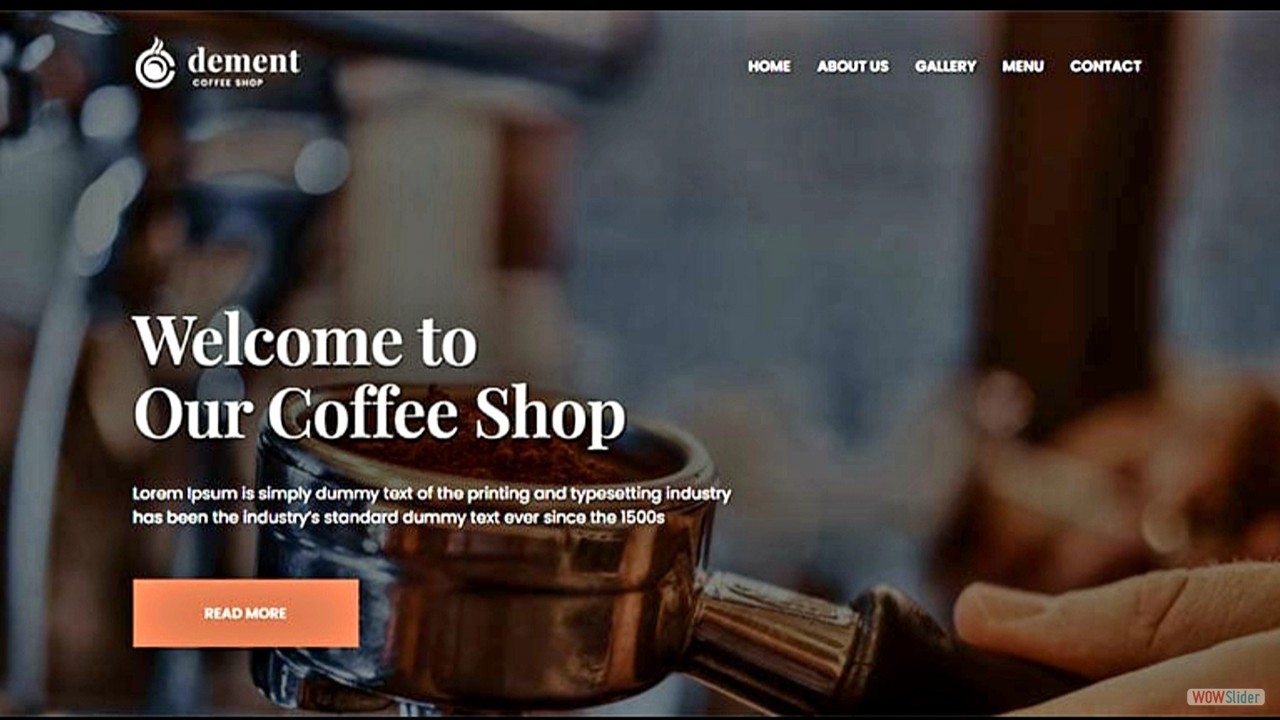 dement
COFFEE SHOP
HOME ABOUT US GALLERY MENU CONTACT
Welcome to
Our Coffee Shop
Lorem Ipsum is simply dummy text of the printing and typesetting industry
has been the industry's standard dummy text ever since the 1500s
READ MORE
WOWSlider